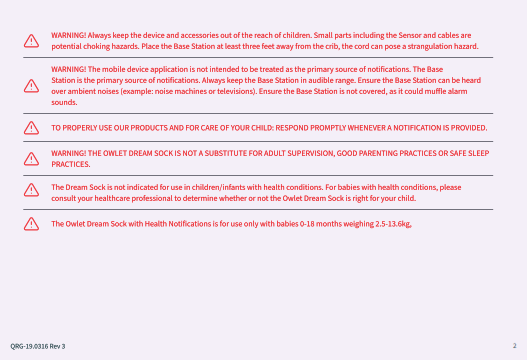 WARNING! Always keep the device and accessories out of the reach of children. Small parts including the Sensor and cables are
potential choking hazards. Place the Base Station at least three feet away from the crib, the cord can pose a strangulation hazard.
WARNING! The mobile device application is not intended to be treated as the primary source of notifications. The Base
Station is the primary source of notifications. Always keep the Base Station in audible range. Ensure the Base Station can be heard
over ambient noises (example: noise machines or televisions). Ensure the Base Station is not covered, as it could muffle alarm
sounds.
TO PROPERLY USE OUR PRODUCTS AND FOR CARE OF YOUR CHILD: RESPOND PROMPTLY WHENEVER A NOTIFICATION IS PROVIDED.
WARNING! THE OWLET DREAM SOCK IS NOT A SUBSTITUTE FOR ADULT SUPERVISION, GOOD PARENTING PRACTICES OR SAFE SLEEP
PRACTICES.
The Dream Sock is not indicated for use in children/infants with health conditions. For babies with health conditions, please
consult your healthcare professional to determine whether or not the Owlet Dream Sock is right for your child.
The Owlet Dream Sock with Health Notifications is for use only with babies 0-18 months weighing 2.5-13.6kg,
QRG-19.0316 Rev 3
2